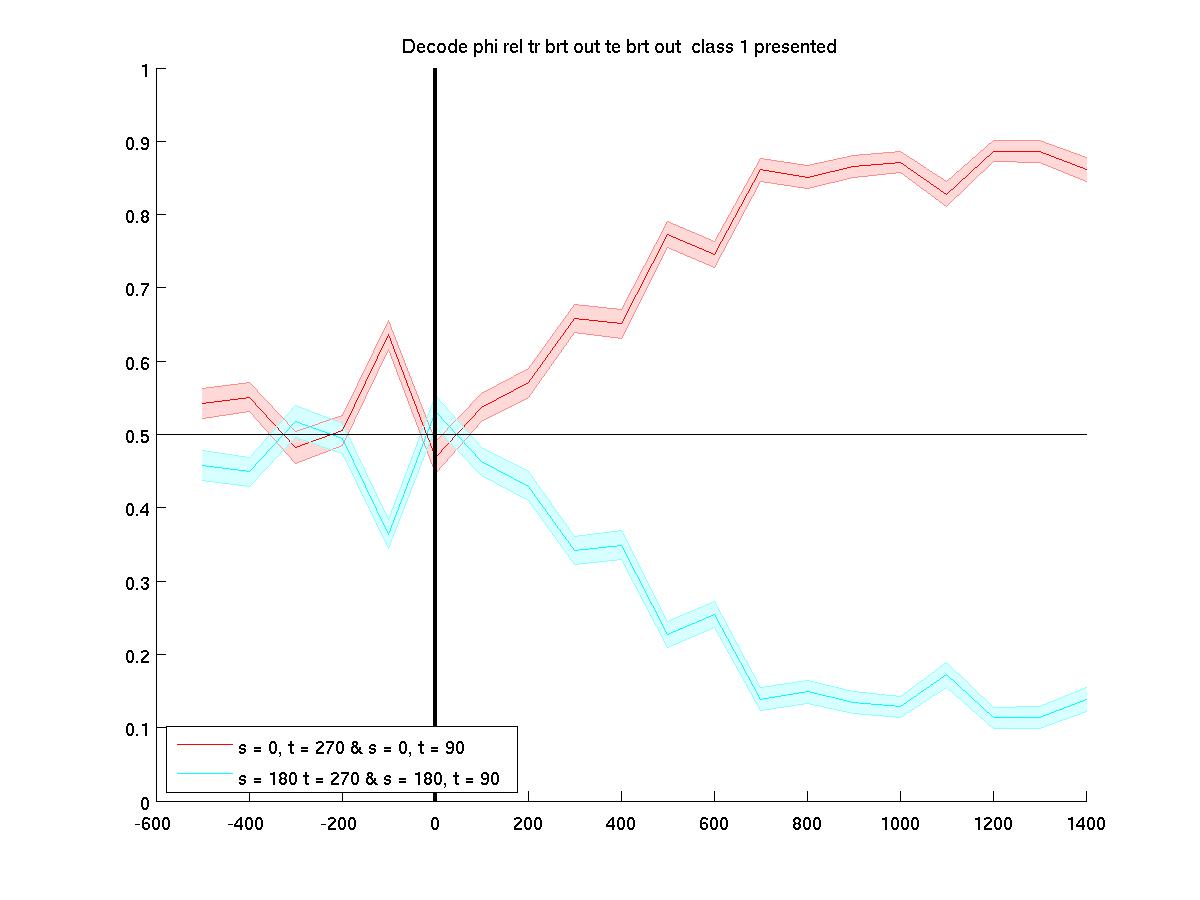 Decode phi rel tr brt out te brt out  class 1 presented
1
0.9
0.8
0.7
0.6
0.5
0.4
0.3
0.2
0.1
0
s = 0, t = 270 & s = 0, t = 90
s = 180 t = 270 & s = 180, t = 90
-600 -400 -200 0 200 400 600 800 1000 1200 1400